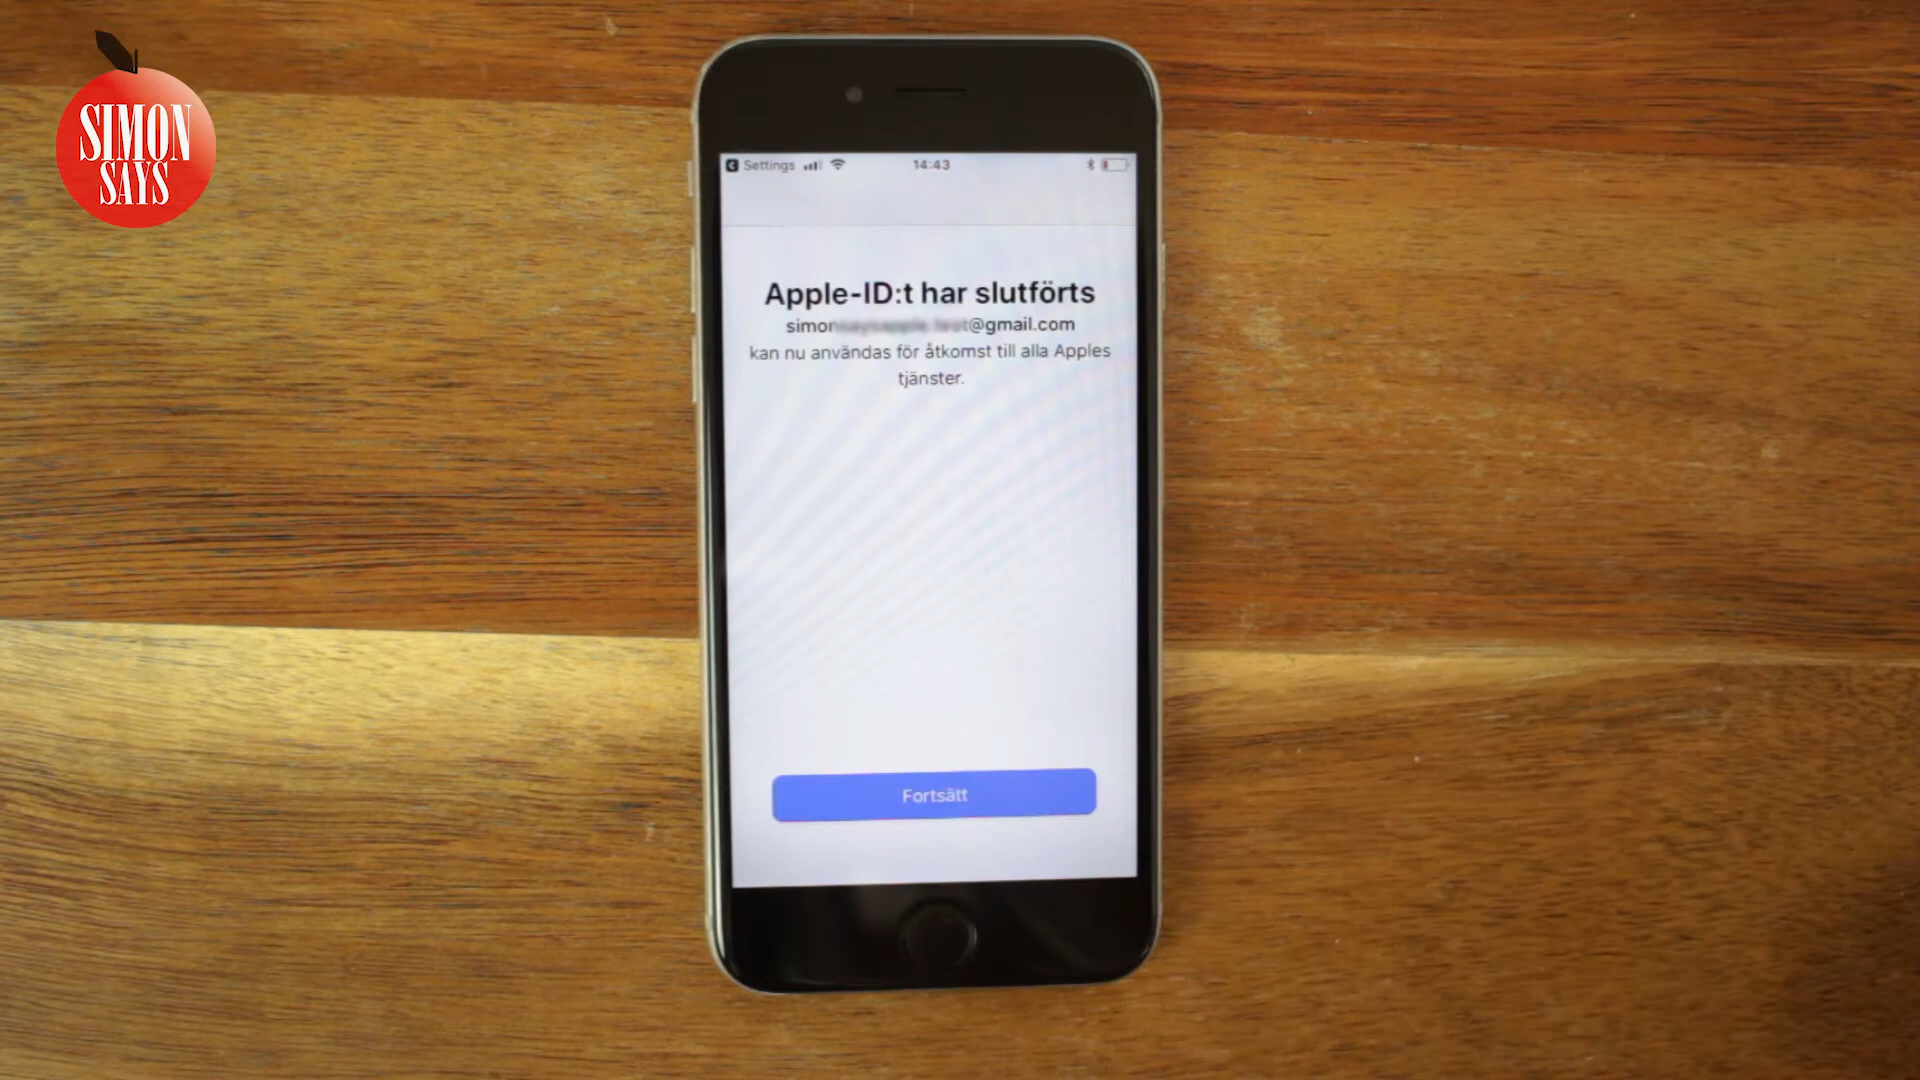 SIMON
SAYS
Settings 14:43
Apple-ID:t har slutförts
simon @gmail.com
kan nu användas för åtkomst till alla Apples
tjänster.
Fortsätt